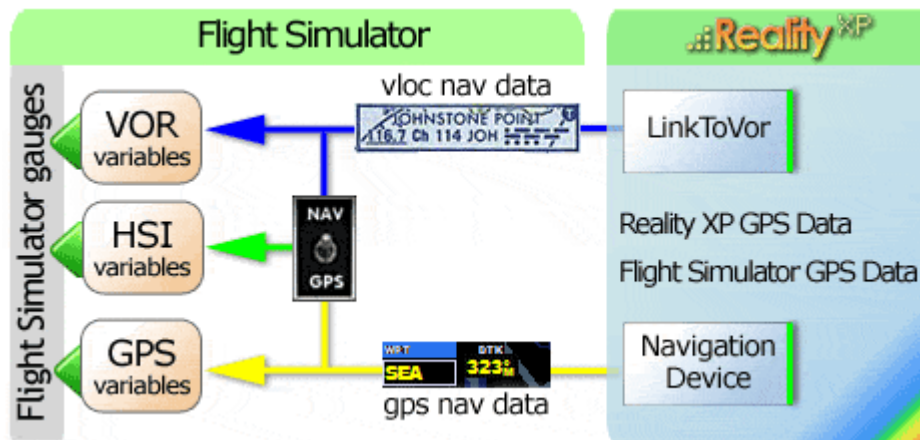 Flight Simulator
Reality XP
Flight Simulator gauges
vloc nav data
VOR
variables
JOHNSTONE POINT
116.7 Ch 114 JOH
LinkToVor
NAV
GPS
HSI
variables
Reality XP GPS Data
Flight Simulator GPS Data
GPS
variables
WPT
SEA
DTK
323°M
gps nav data
Navigation
Device